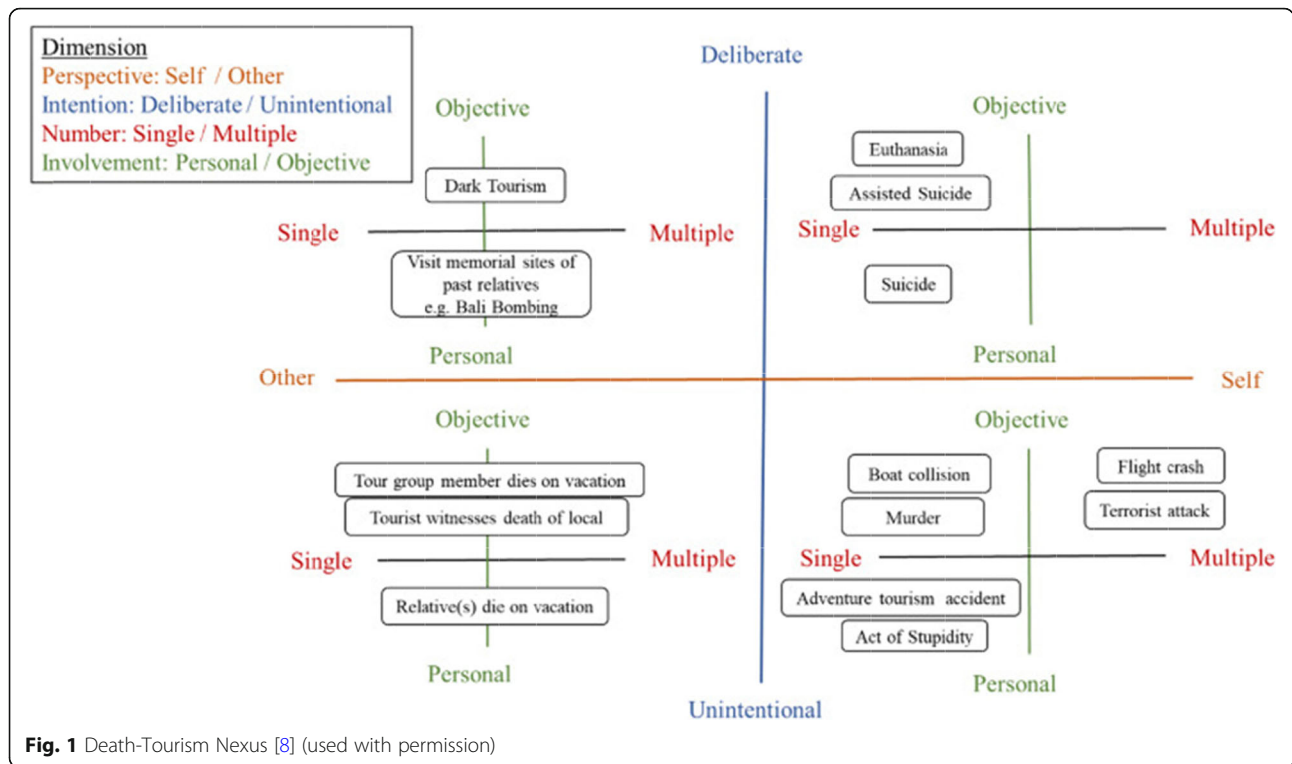 Dimension
Perspective: Self / Other
Intention: Deliberate / Unintentional
Number: Single / Multiple
Involvement: Personal / Objective
Deliberate
Objective
Dark Tourism
Single
Multiple
Visit memorial sites of
past relatives
e.g. Bali Bombing
Personal
Objective
Euthanasia
Assisted Suicide
Single
Multiple
Suicide
Personal
Other
Self
Objective
Tour group member dies on vacation
Tourist witnesses death of local
Single
Multiple
Relative(s) die on vacation
Personal
Objective
Boat collision
Flight crash
Murder
Terrorist attack
Single
Multiple
Adventure tourism accident
Act of Stupidity
Personal
Unintentional
Fig. 1 Death-Tourism Nexus [8] (used with permission)